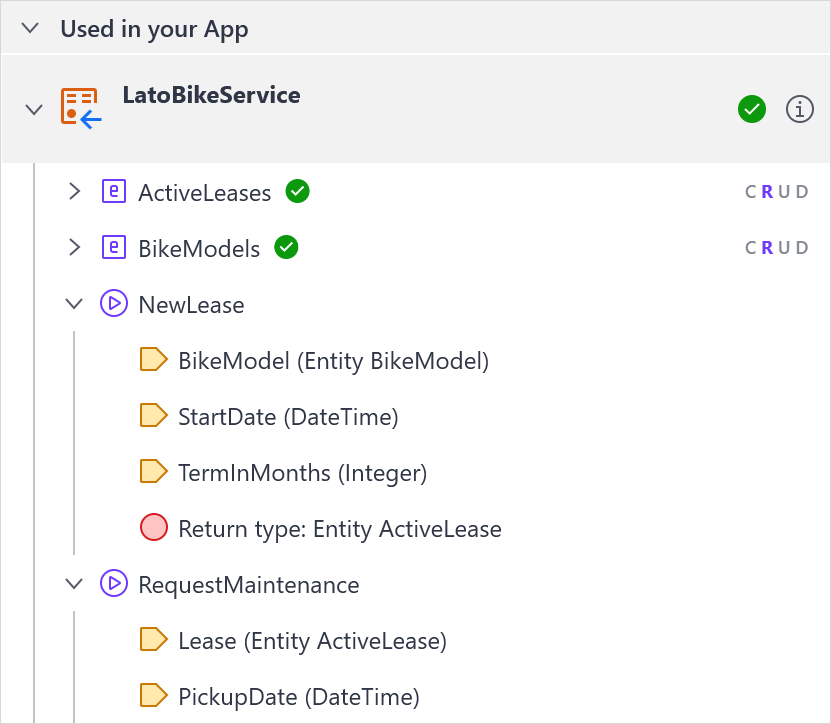 Used in your App
LatoBikeService
ActiveLeases CRUD
BikeModels CRUD
NewLease
BikeModel (Entity BikeModel)
StartDate (DateTime)
TermInMonths (Integer)
Return type: Entity ActiveLease
RequestMaintenance
Lease (Entity ActiveLease)
PickupDate (DateTime)